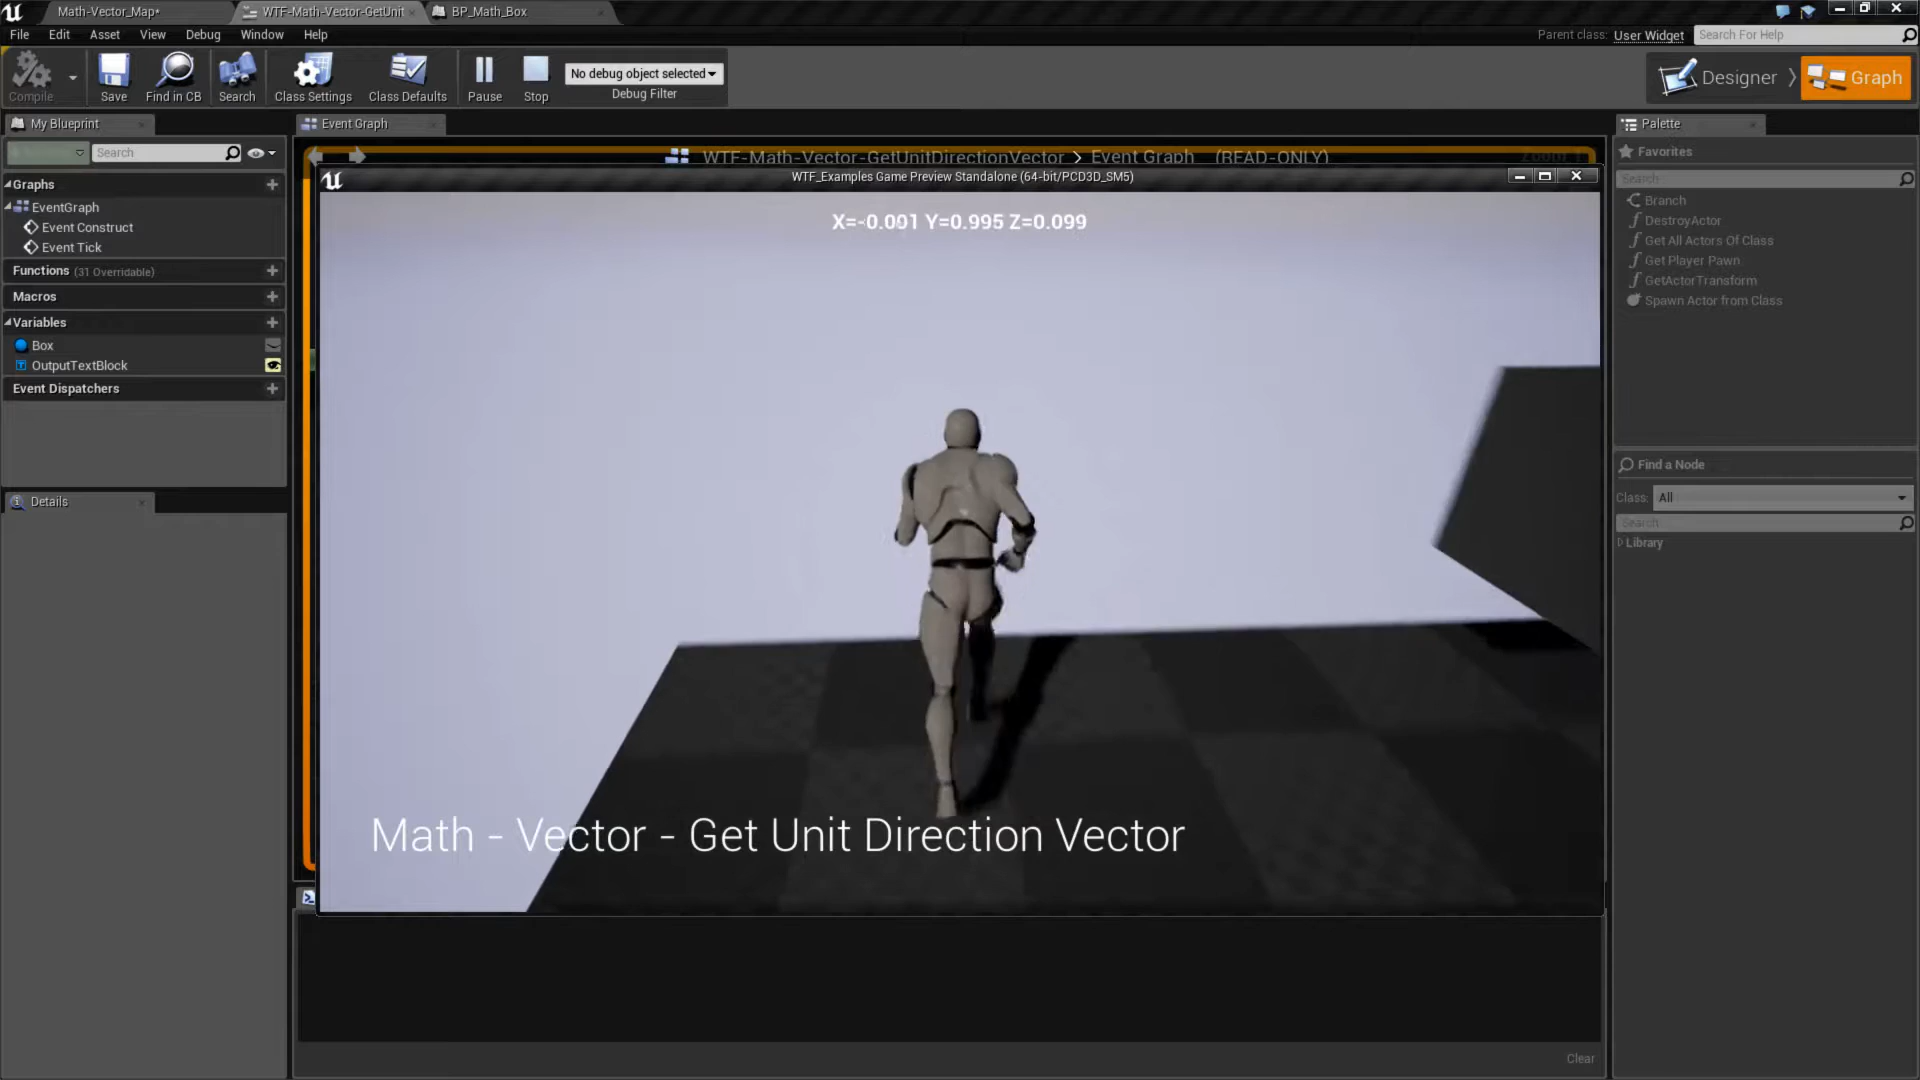 Math-Vector_Map*
WTF-Math-Vector-GetUnit
BP_Math_Box
File Edit Asset View Debug Window Help
Parent class: User Widget
Search For Help
Compile
Save
Find in CB
Search
Class Settings
Class Defaults
Pause
Stop
No debug object selected
Debug Filter
Designer
Graph
My Blueprint
Search
Graphs
EventGraph
Event Construct
Event Tick
Functions (31 Overridable)
Macros
Variables
Box
OutputTextBlock
Event Dispatchers
Details
Event Graph
WTF-Math-Vector-GetUnitDirectionVector > Event Graph (READ-ONLY)
WTF_Examples Game Preview Standalone (64-bit/PCD3D_SM5)
X=-0.001 Y=0.995 Z=0.099
Math - Vector - Get Unit Direction Vector
Clear
Palette
Favorites
Search
Branch
DestroyActor
Get All Actors Of Class
Get Player Pawn
GetActorTransform
Spawn Actor from Class
Find a Node
Class: All
Search
Library